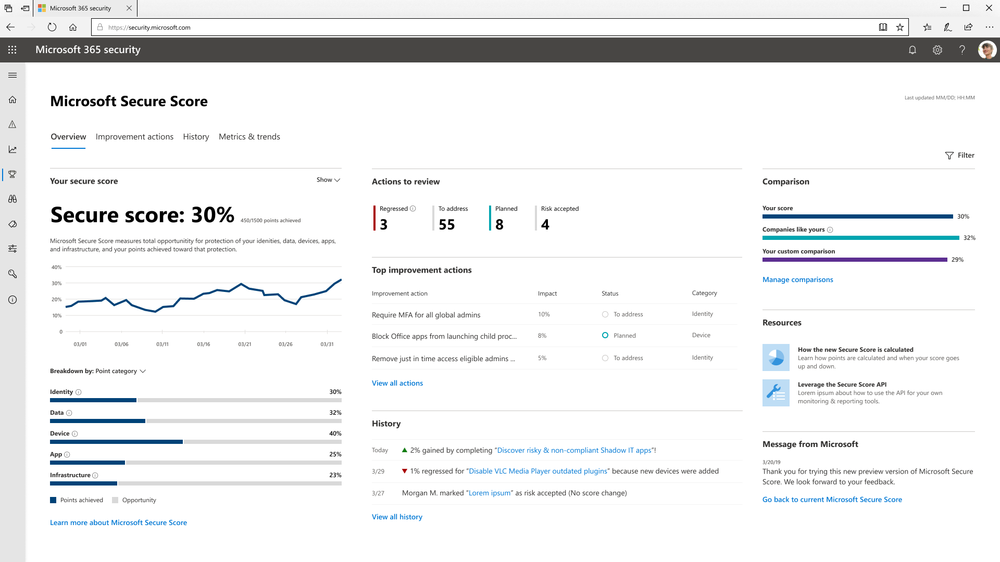 Microsoft 365 security
https://security.microsoft.com
Microsoft 365 security
Microsoft Secure Score
Last updated MM/DD; HH:MM
Overview Improvement actions History Metrics & trends
Filter
Your secure score
Show
Secure score: 30% 450/1500 points achieved
Microsoft Secure Score measures total opportunitity for protection of your idenities, data, devices, apps,
and infrastructure, and your points achieved toward that protection.
40%
30%
20%
10%
0
03/01 03/06 03/11 03/16 03/21 03/26 03/31
Breakdown by: Point category
Identity 30%
Data 32%
Device 40%
App 25%
Infrastructure 23%
Points achieved Opportunity
Learn more about Microsoft Secure Score
Actions to review
Regressed To address Planned Risk accepted
3 55 8 4
Top improvement actions
Improvement action Impact Status Category
Require MFA for all global admins 10% To address Identity
Block Office apps from launching child proc... 8% Planned Device
Remove just in time access eligible admins ... 5% To address Identity
View all actions
History
Today 2% gained by completing “Discover risky & non-compliant Shadow IT apps”!
3/29 1% regressed for “Disable VLC Media Player outdated plugins” because new devices were added
3/27 Morgan M. marked “Lorem ipsum” as risk accepted (No score change)
View all history
Comparison
Your score
30%
Companies like yours
32%
Your custom comparison
29%
Manage comparisons
Resources
How the new Secure Score is calculated
Learn how points are calculated and when your score goes
up and down.
Leverage the Secure Score API
Lorem ipsum about how to use the API for your own
monitoring & reporting tools.
Message from Microsoft
3/20/19
Thank you for trying this new preview version of Microsoft Secure
Score. We look forward to your feedback.
Go back to current Microsoft Secure Score